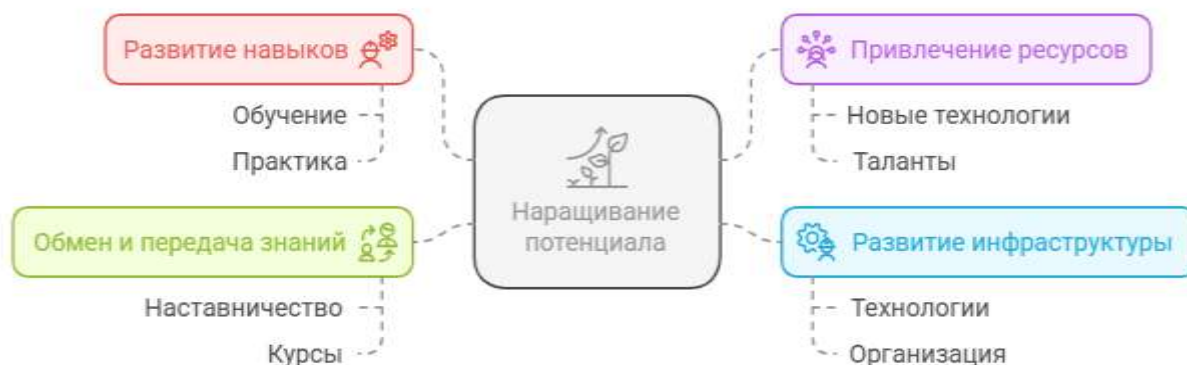 Развитие навыков
Обучение
Практика
Обмен и передача знаний
Наставничество
Курсы
Наращивание
потенциала
Привлечение ресурсов
Новые технологии
Таланты
Развитие инфраструктуры
Технологии
Организация